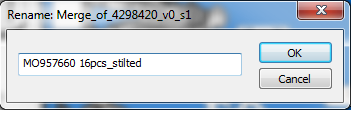 Rename: Merge_of_4298420_v0_s1
MO957660 16pcs_stilted
OK
Cancel